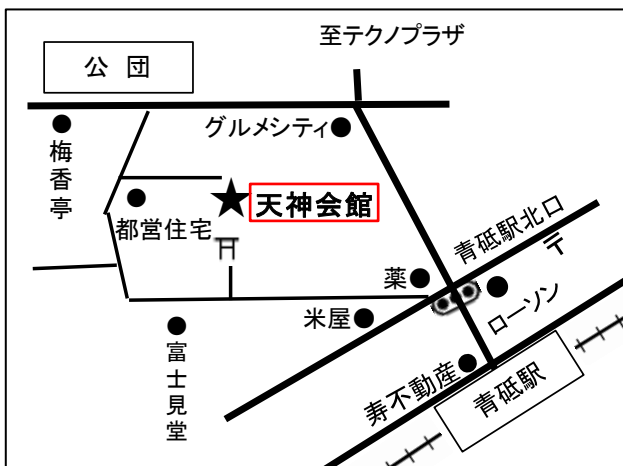 至テクノプラザ
公 団
グルメシティ
梅香亭
天神会館
都営住宅
青砥駅北口
薬
米屋
ローソン
富士見堂
寿不動産
青砥駅